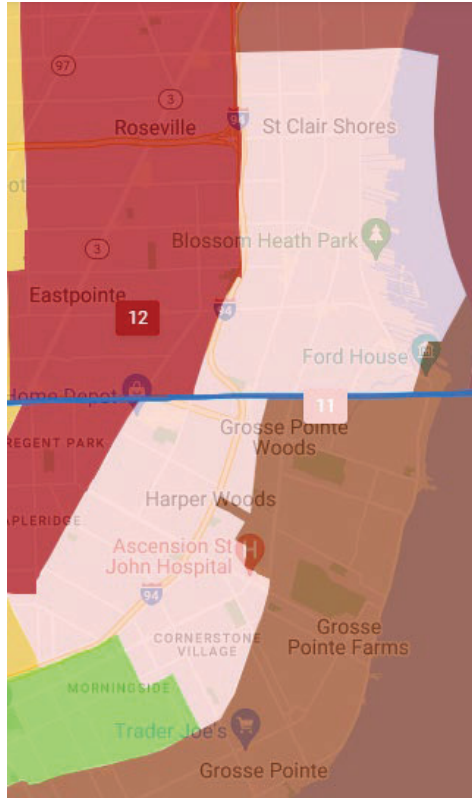 97
3
Roseville
94
St Clair Shores
ot
Blossom Heath Park
3
Eastpointe
12
94
Ford House
Home Depot
11
REGENT PARK
Grosse Pointe
Woods
Harper Woods
APLERIDGE
Ascension St
John Hospital
H
94
CORNERSTONE
VILLAGE
Grosse
Pointe Farms
MORNINGSIDE
Trader Joe's
Grosse Pointe